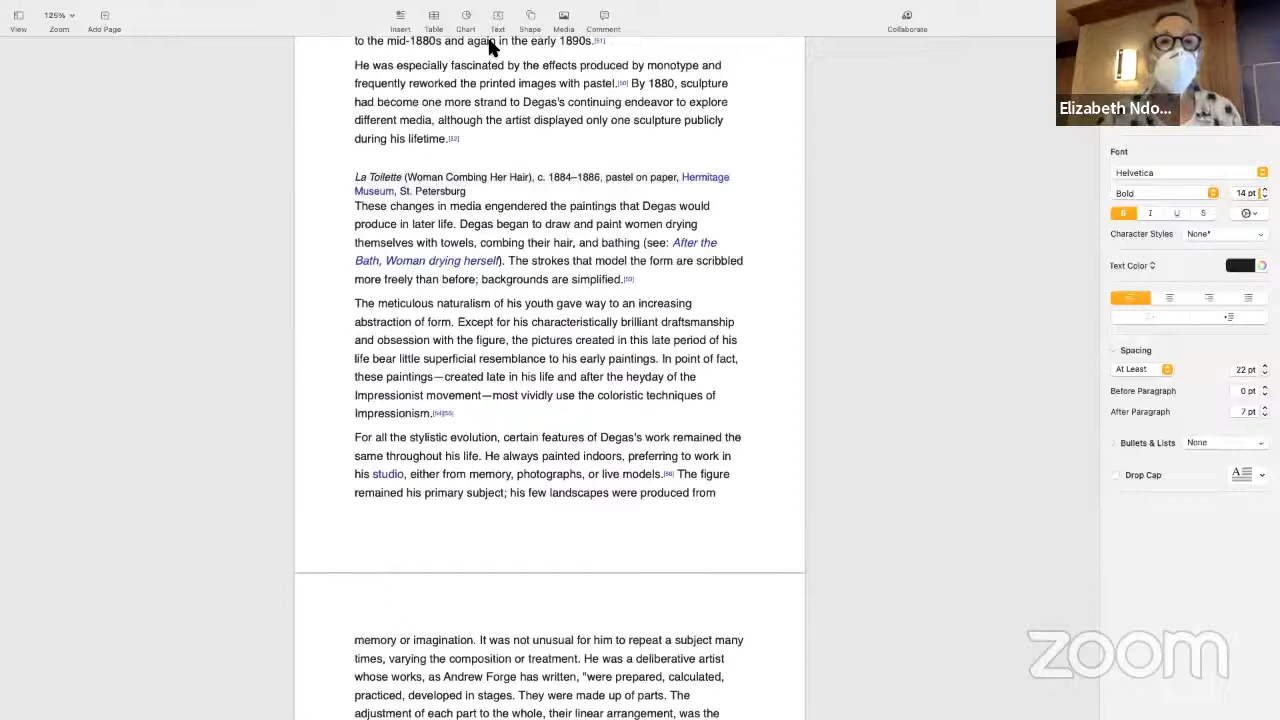 125%
View
Zoom
Add Page
Insert
Table
Chart
Text
Shape
Media
Comment
Collaborate
to the mid-1880s and again in the early 1890s.[51]
He was especially fascinated by the effects produced by monotype and
frequently reworked the printed images with pastel.[50] By 1880, sculpture
had become one more strand to Degas's continuing endeavor to explore
different media, although the artist displayed only one sculpture publicly
during his lifetime.[52]
La Toilette (Woman Combing Her Hair), c. 1884–1886, pastel on paper, Hermitage
Museum, St. Petersburg
These changes in media engendered the paintings that Degas would
produce in later life. Degas began to draw and paint women drying
themselves with towels, combing their hair, and bathing (see: After the
Bath, Woman drying herself). The strokes that model the form are scribbled
more freely than before; backgrounds are simplified.[53]
The meticulous naturalism of his youth gave way to an increasing
abstraction of form. Except for his characteristically brilliant draftsmanship
and obsession with the figure, the pictures created in this late period of his
life bear little superficial resemblance to his early paintings. In point of fact,
these paintings—created late in his life and after the heyday of the
Impressionist movement—most vividly use the coloristic techniques of
Impressionism.[54][55]
For all the stylistic evolution, certain features of Degas's work remained the
same throughout his life. He always painted indoors, preferring to work in
his studio, either from memory, photographs, or live models.[56] The figure
remained his primary subject; his few landscapes were produced from
memory or imagination. It was not unusual for him to repeat a subject many
times, varying the composition or treatment. He was a deliberative artist
whose works, as Andrew Forge has written, "were prepared, calculated,
practiced, developed in stages. They were made up of parts. The
adjustment of each part to the whole, their linear arrangement, was the
Elizabeth Ndo...
Font
Helvetica
Bold 14 pt
B I U S
Character Styles None*
Text Color
Spacing
At Least 22 pt
Before Paragraph 0 pt
After Paragraph 7 pt
Bullets & Lists None
Drop Cap A
zoom